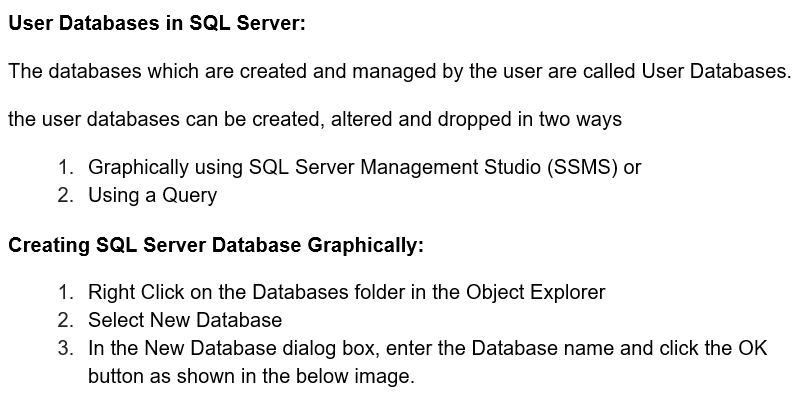 User Databases in SQL Server:
The databases which are created and managed by the user are called User Databases.
the user databases can be created, altered and dropped in two ways
1. Graphically using SQL Server Management Studio (SSMS) or
2. Using a Query
Creating SQL Server Database Graphically:
1. Right Click on the Databases folder in the Object Explorer
2. Select New Database
3. In the New Database dialog box, enter the Database name and click the OK
button as shown in the below image.